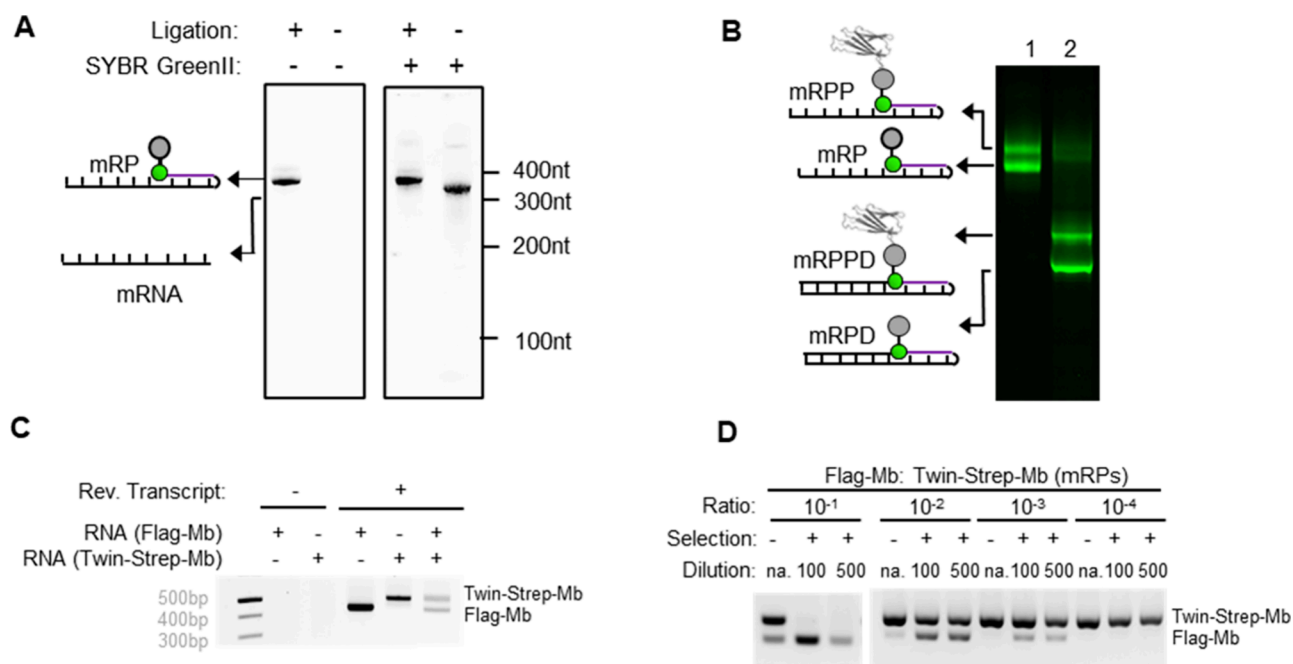 A
Ligation: + - + -
SYBR GreenII: - - + +
mRP
mRNA
400nt
300nt
200nt
100nt
B
1 2
mRPP
mRP
mRPPD
mRPD
C
Rev. Transcript: - +
RNA (Flag-Mb) + - + - +
RNA (Twin-Strep-Mb) - + - + +
500bp
400bp
300bp
Twin-Strep-Mb
Flag-Mb
D
Flag-Mb: Twin-Strep-Mb (mRPs)
Ratio: 10-1 10-2 10-3 10-4
Selection: - + + - + + - + + - + +
Dilution: na. 100 500 na. 100 500 na. 100 500 na. 100 500
Twin-Strep-Mb
Flag-Mb